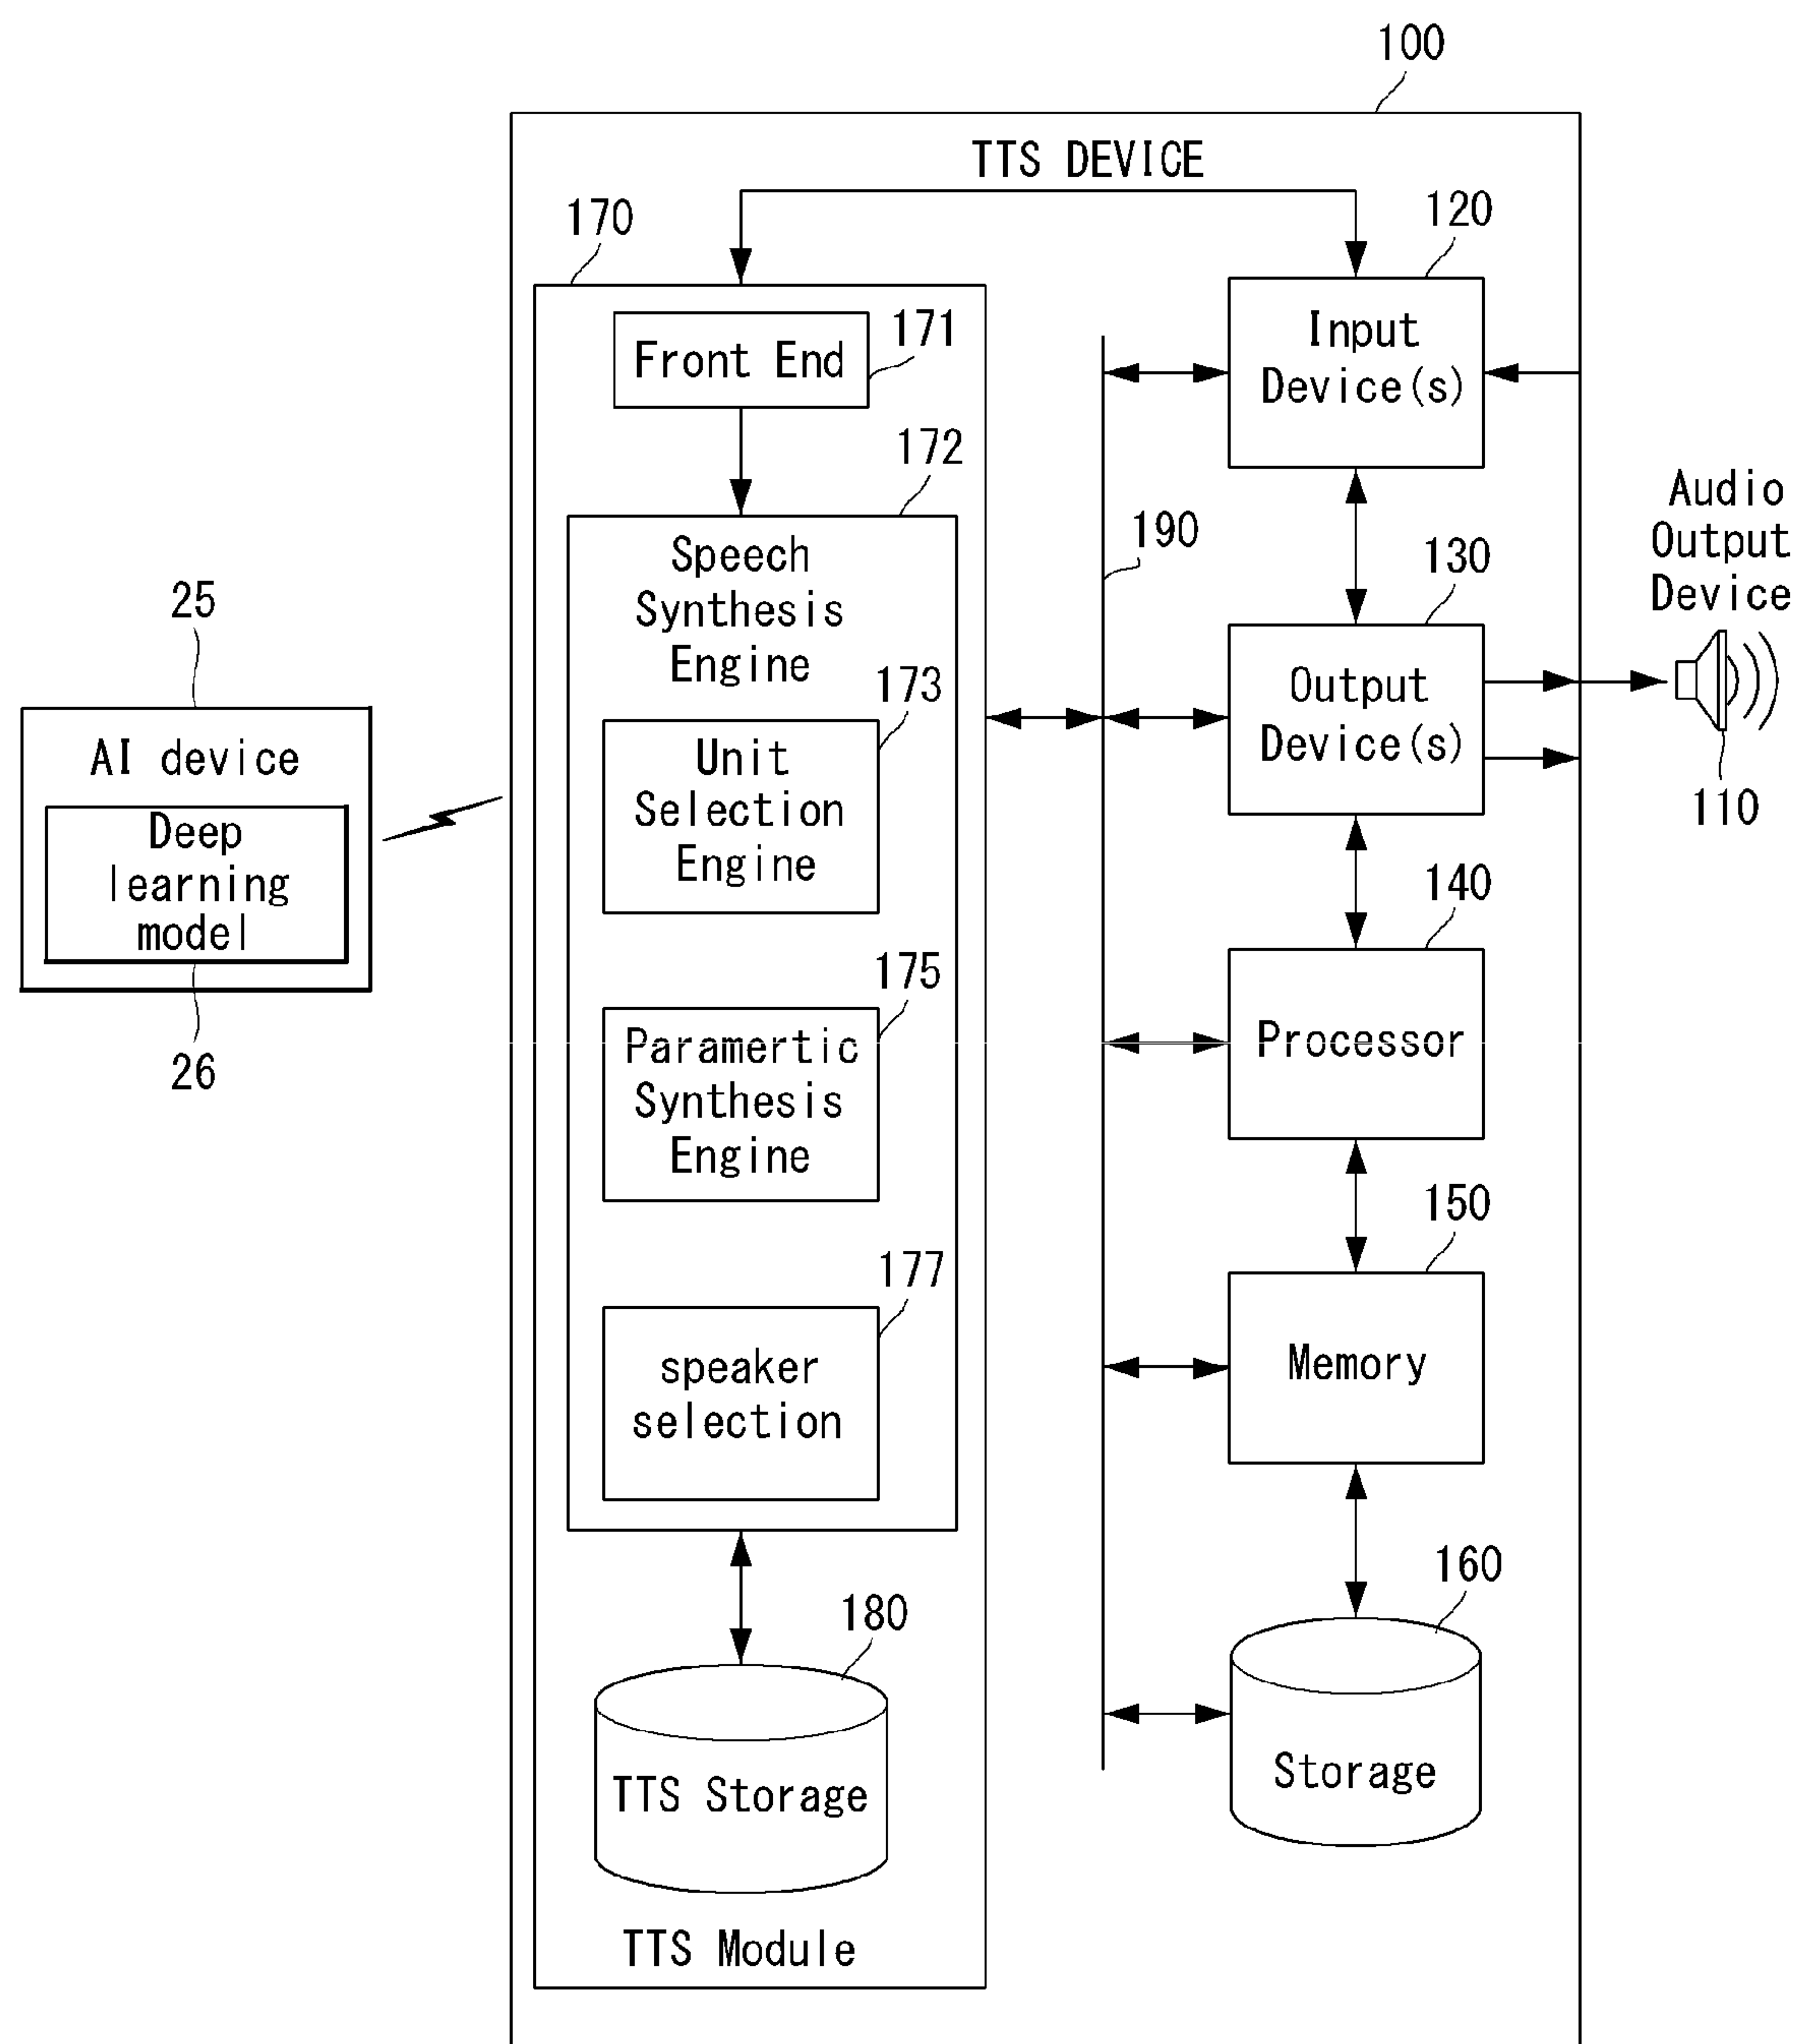 100
TTS DEVICE
170
120
Front End
171
Input
Device(s)
172
Speech
Synthesis
Engine
190
130
Audio
Output
Device
25
AI device
Deep
learning
model
26
173
Unit
Selection
Engine
Output
Device(s)
110
140
175
Paramertic
Synthesis
Engine
Processor
150
177
speaker
selection
Memory
180
160
TTS Storage
Storage
TTS Module